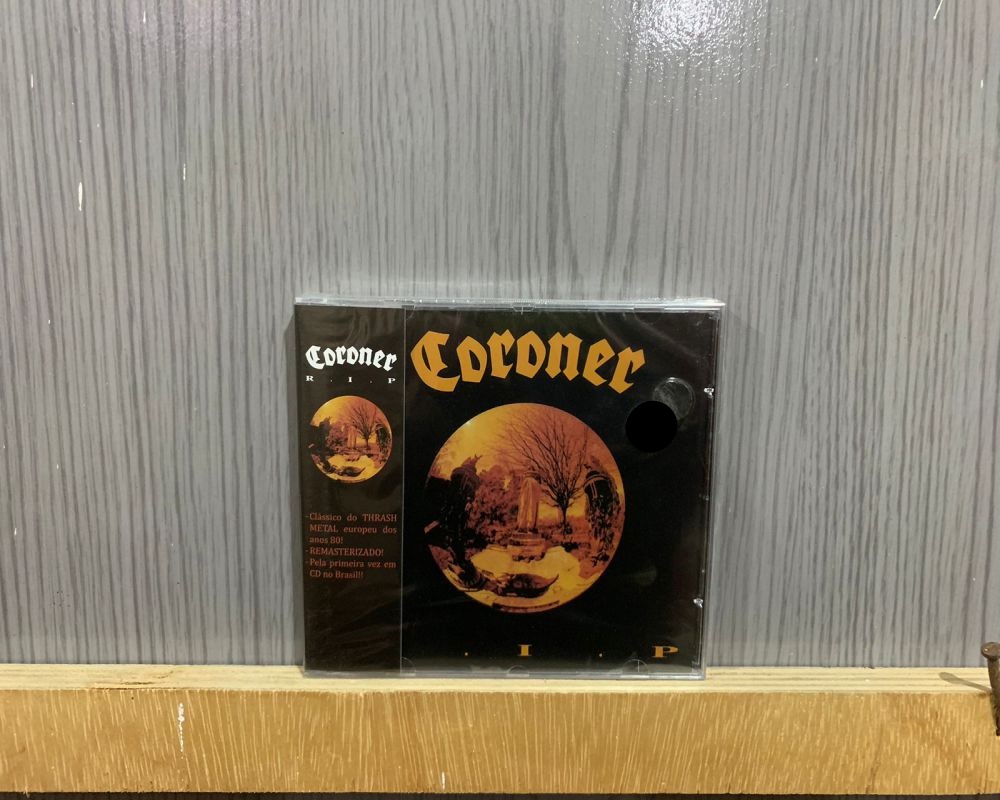 Coroner
R . I . P
-Clássico do THRASH
METAL europeu dos
anos 80!
-REMASTERIZADO!
-Pela primeira vez em
CD no Brasil!!
Coroner
. I . P